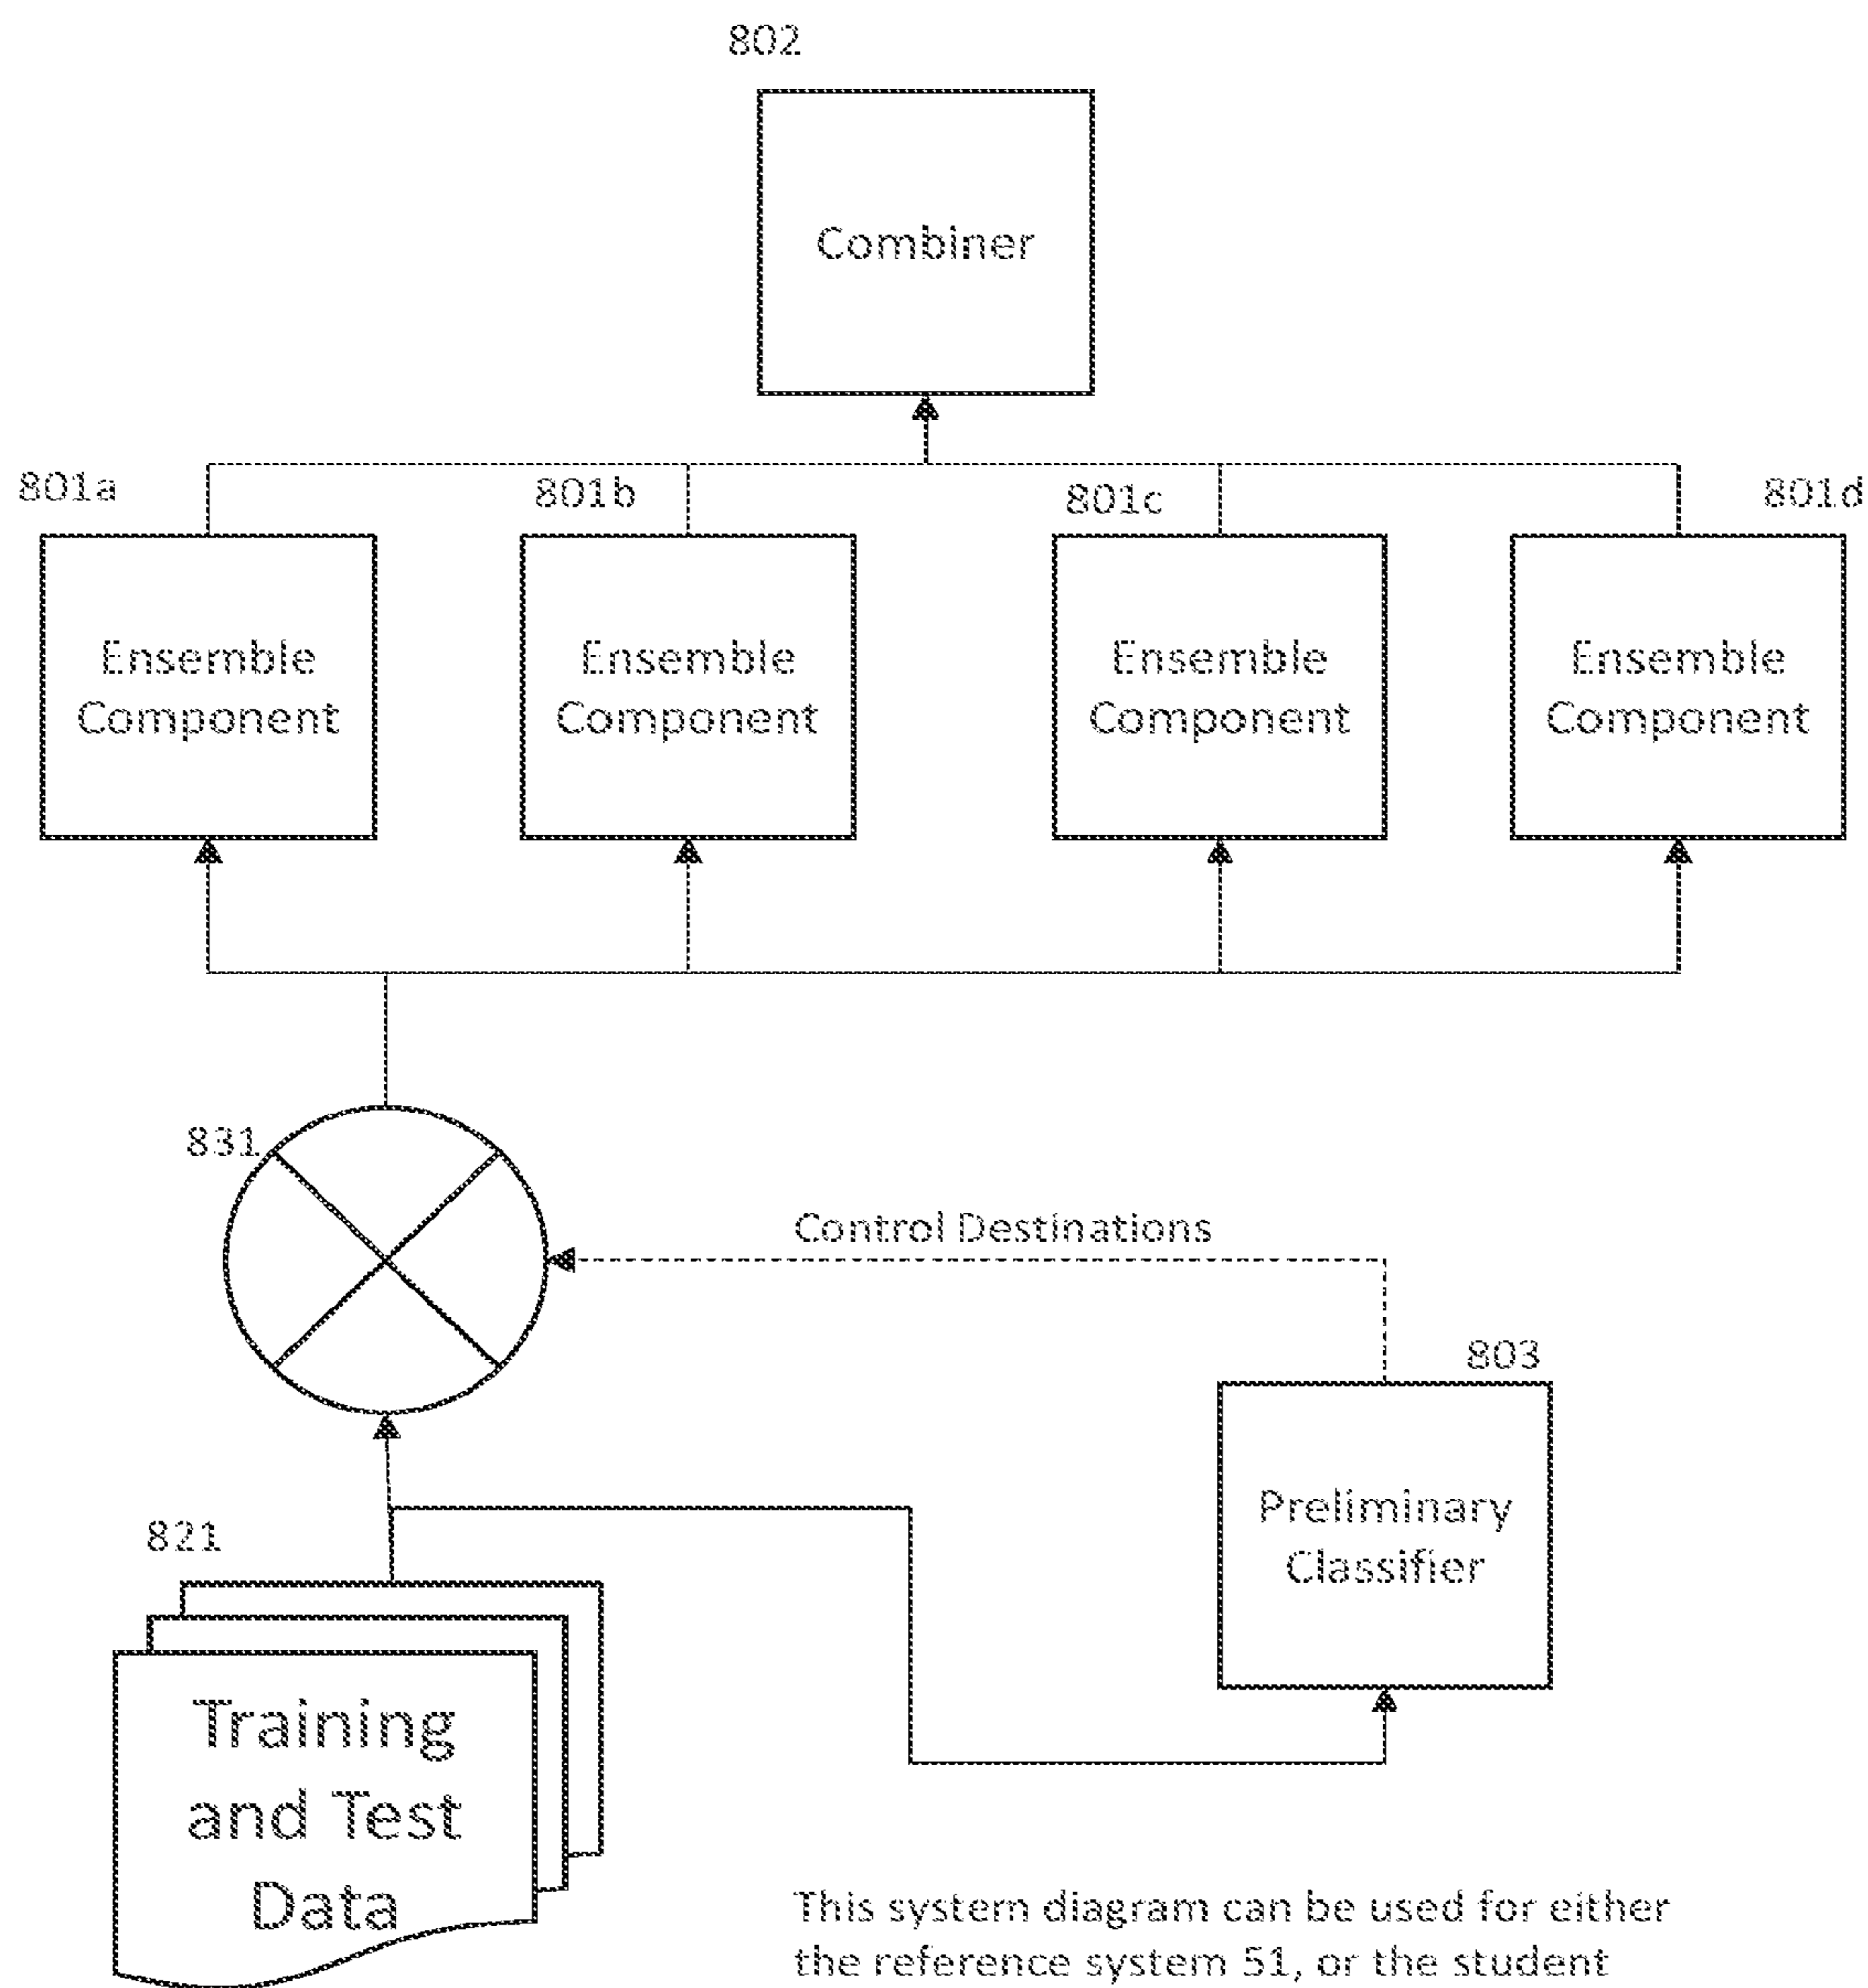 802
Combiner
801a
801b
801c
801d
Ensemble
Component
Ensemble
Component
Ensemble
Component
Ensemble
Component
831
Control Destinations
803
Preliminary
Classifier
821
Training
and Test
Data
This system diagram can be used for either
the reference system 51, or the student